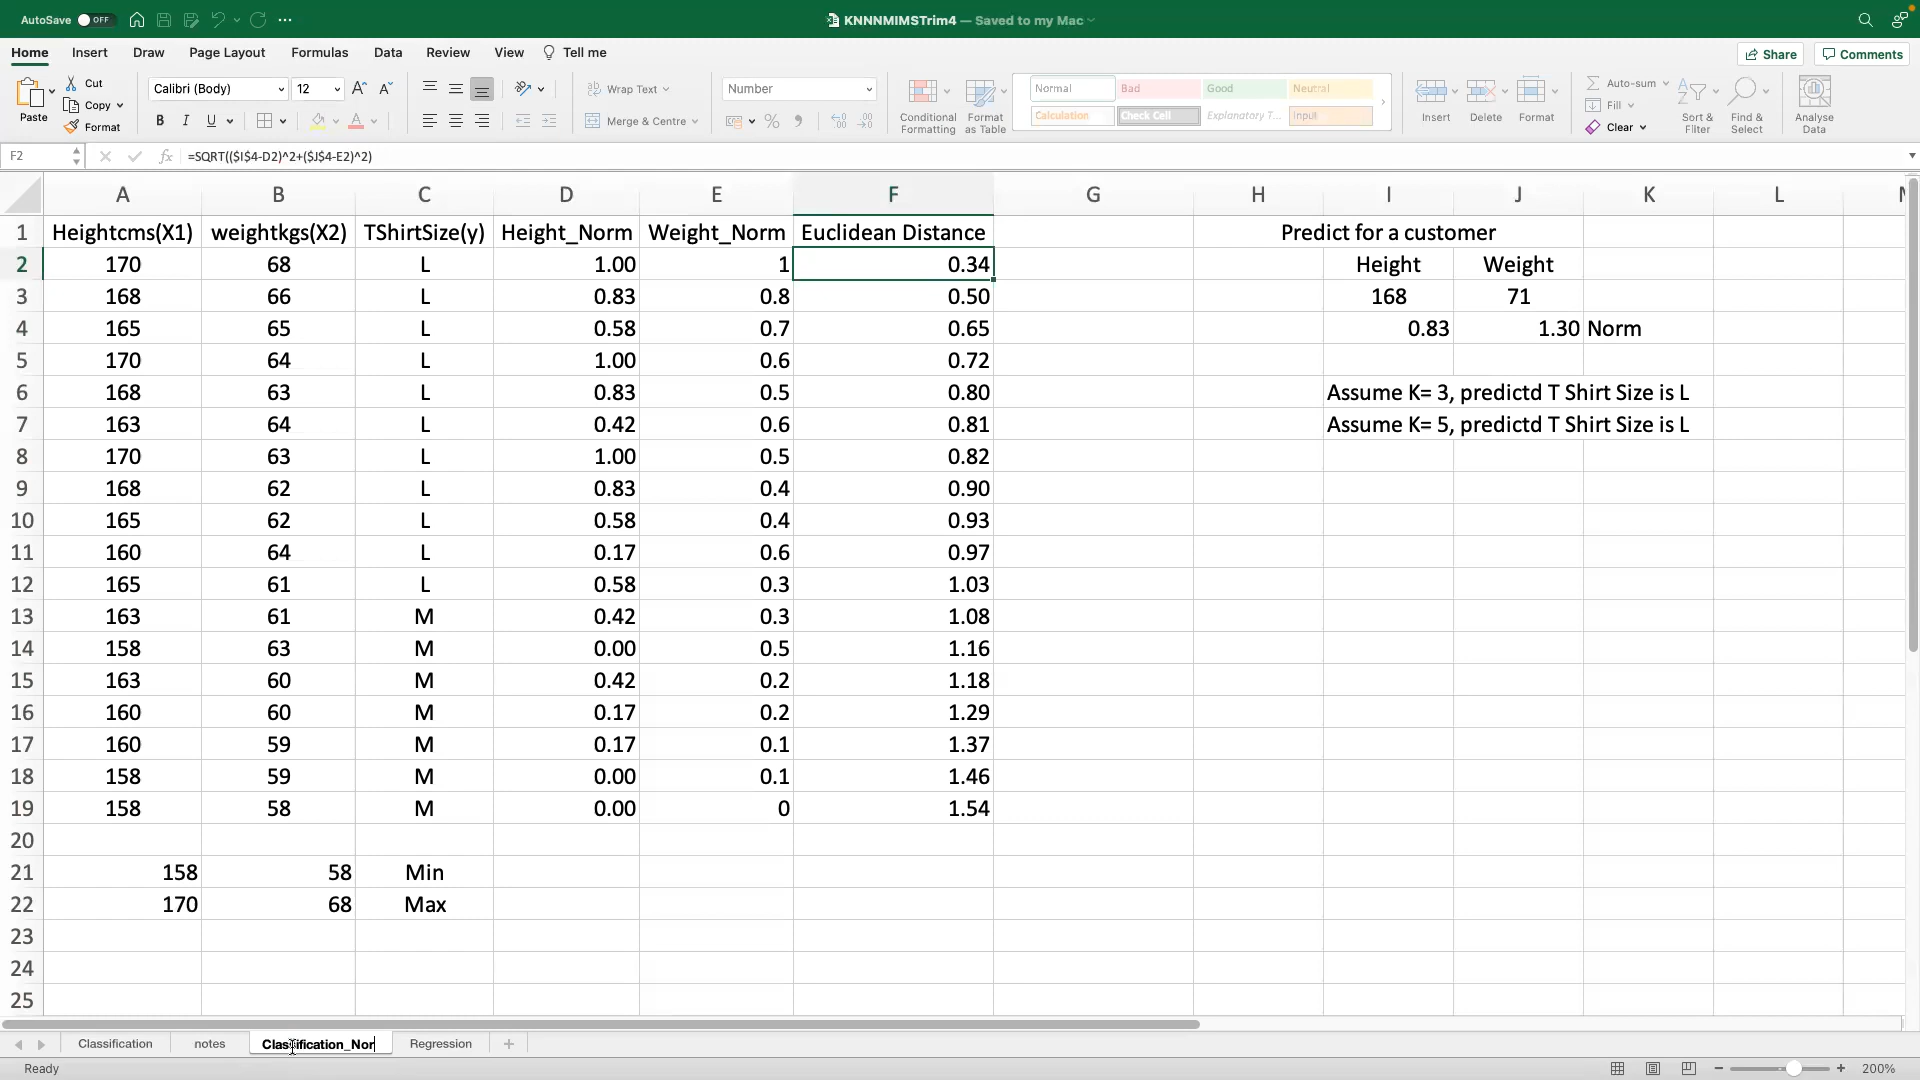 AutoSave OFF KNNNMIMSTrim4 — Saved to my Mac
Home Insert Draw Page Layout Formulas Data Review View Tell me Share Comments
Paste Cut Copy Format Calibri (Body) 12 B I U Wrap Text Merge & Centre Number Conditional Formatting Format as Table Normal Bad Good Neutral Calculation Check Cell Explanatory T... Input Insert Delete Format Auto-sum Fill Clear Sort & Filter Find & Select Analyse Data
F2 fx =SQRT(($I$4-D2)^2+($J$4-E2)^2)
A B C D E F G H I J K L
1 Heightcms(X1) weightkgs(X2) TShirtSize(y) Height_Norm Weight_Norm Euclidean Distance Predict for a customer
2 170 68 L 1.00 1 0.34 Height Weight
3 168 66 L 0.83 0.8 0.50 168 71
4 165 65 L 0.58 0.7 0.65 0.83 1.30 Norm
5 170 64 L 1.00 0.6 0.72
6 168 63 L 0.83 0.5 0.80 Assume K= 3, predictd T Shirt Size is L
7 163 64 L 0.42 0.6 0.81 Assume K= 5, predictd T Shirt Size is L
8 170 63 L 1.00 0.5 0.82
9 168 62 L 0.83 0.4 0.90
10 165 62 L 0.58 0.4 0.93
11 160 64 L 0.17 0.6 0.97
12 165 61 L 0.58 0.3 1.03
13 163 61 M 0.42 0.3 1.08
14 158 63 M 0.00 0.5 1.16
15 163 60 M 0.42 0.2 1.18
16 160 60 M 0.17 0.2 1.29
17 160 59 M 0.17 0.1 1.37
18 158 59 M 0.00 0.1 1.46
19 158 58 M 0.00 0 1.54
20
21 158 58 Min
22 170 68 Max
23
24
25
Classification notes Classification_Nor Regression
Ready 200%